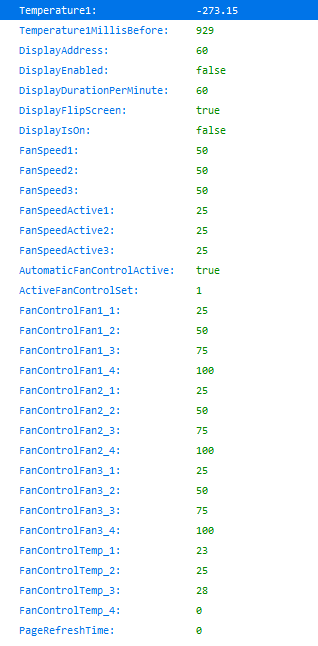 Temperature1: -273.15
Temperature1MillisBefore: 929
DisplayAddress: 60
DisplayEnabled: false
DisplayDurationPerMinute: 60
DisplayFlipScreen: true
DisplayIsOn: false
FanSpeed1: 50
FanSpeed2: 50
FanSpeed3: 50
FanSpeedActive1: 25
FanSpeedActive2: 25
FanSpeedActive3: 25
AutomaticFanControlActive: true
ActiveFanControlSet: 1
FanControlFan1_1: 25
FanControlFan1_2: 50
FanControlFan1_3: 75
FanControlFan1_4: 100
FanControlFan2_1: 25
FanControlFan2_2: 50
FanControlFan2_3: 75
FanControlFan2_4: 100
FanControlFan3_1: 25
FanControlFan3_2: 50
FanControlFan3_3: 75
FanControlFan3_4: 100
FanControlTemp_1: 23
FanControlTemp_2: 25
FanControlTemp_3: 28
FanControlTemp_4: 0
PageRefreshTime: 0